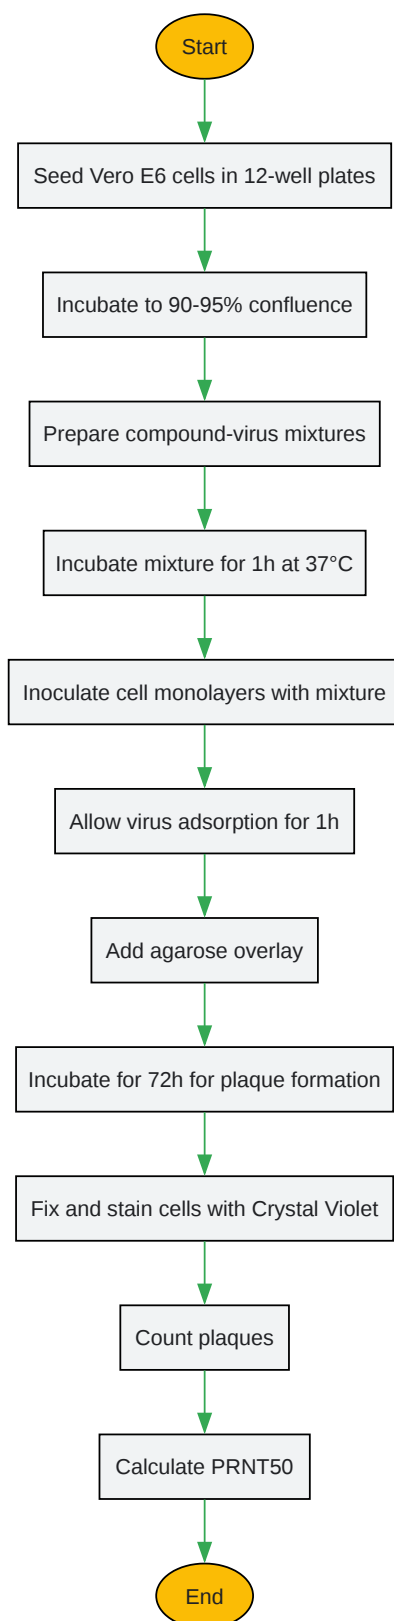 Start
Seed Vero E6 cells in 12-well plates
Incubate to 90-95% confluence
Prepare compound-virus mixtures
Incubate mixture for 1h at 37°C
Inoculate cell monolayers with mixture
Allow virus adsorption for 1h
Add agarose overlay
Incubate for 72h for plaque formation
Fix and stain cells with Crystal Violet
Count plaques
Calculate PRNT50
End